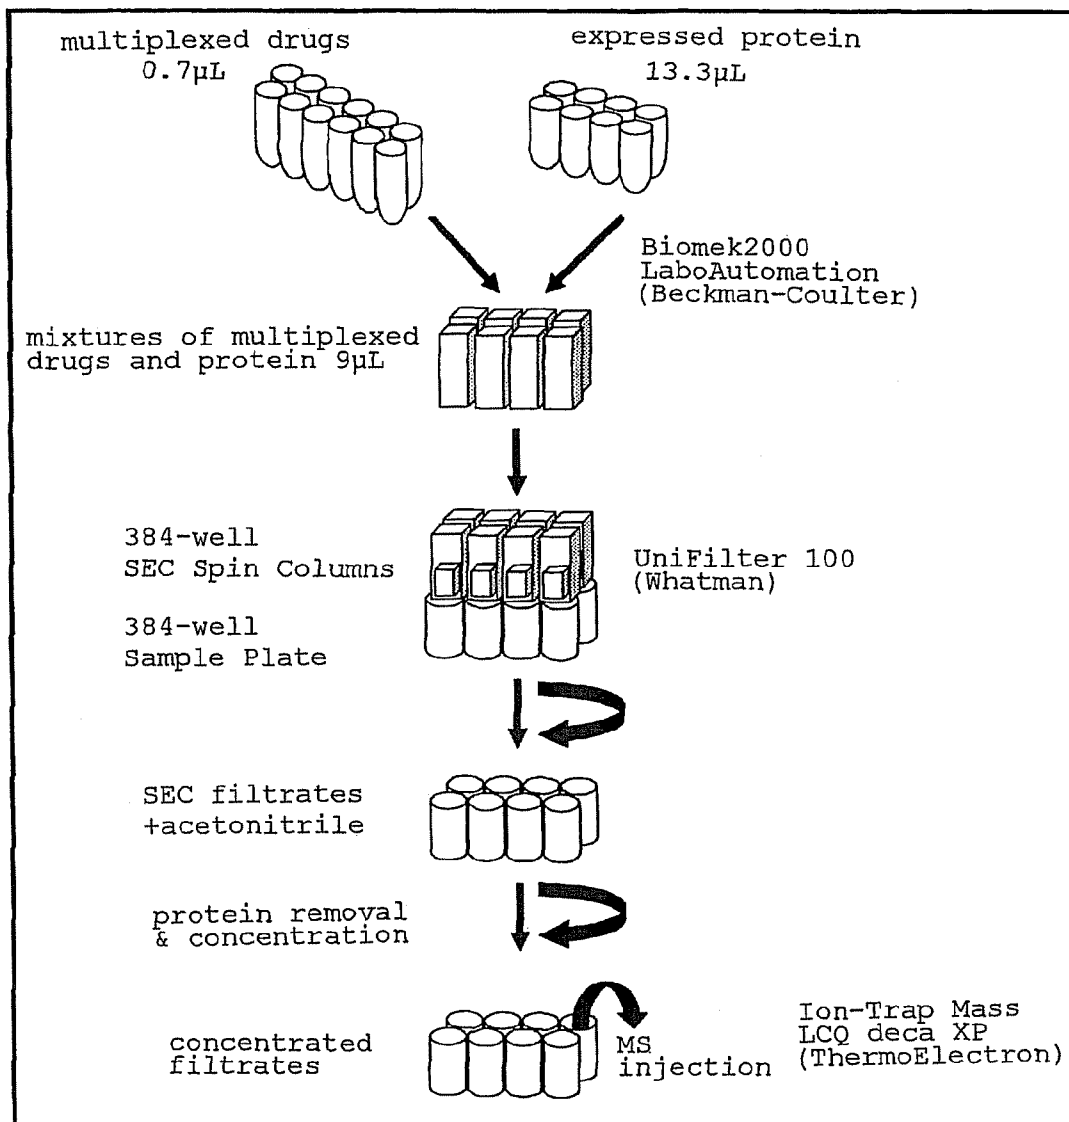 multiplexed drugs
0.7µL
expressed protein
13.3µL
Biomek2000
LaboAutomation
(Beckman-Coulter)
mixtures of multiplexed
drugs and protein 9µL
384-well
SEC Spin Columns
UniFilter 100
(Whatman)
384-well
Sample Plate
SEC filtrates
+acetonitrile
protein removal
& concentration
concentrated
filtrates
MS
injection
Ion-Trap Mass
LCQ deca XP
(ThermoElectron)